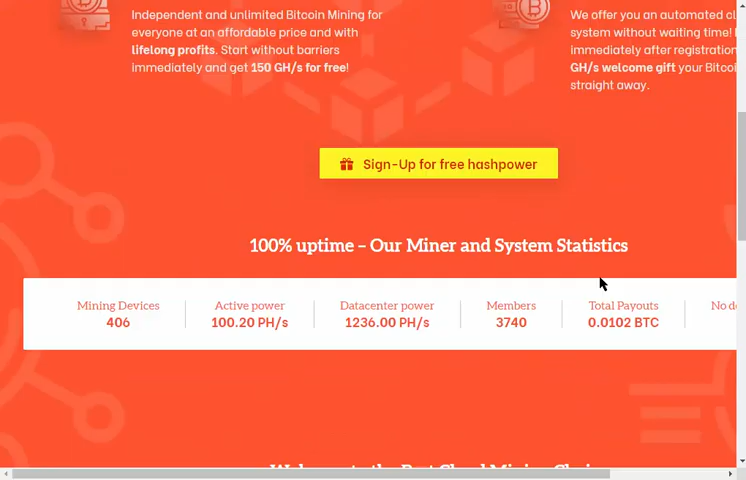 Independent and unlimited Bitcoin Mining for
everyone at an affordable price and with
lifelong profits. Start without barriers
immediately and get 150 GH/s for free!
We offer you an automated cl
system without waiting time!
immediately after registration
GH/s welcome gift your Bitcoi
straight away.
Sign-Up for free hashpower
100% uptime – Our Miner and System Statistics
Mining Devices
406
Active power
100.20 PH/s
Datacenter power
1236.00 PH/s
Members
3740
Total Payouts
0.0102 BTC
No de